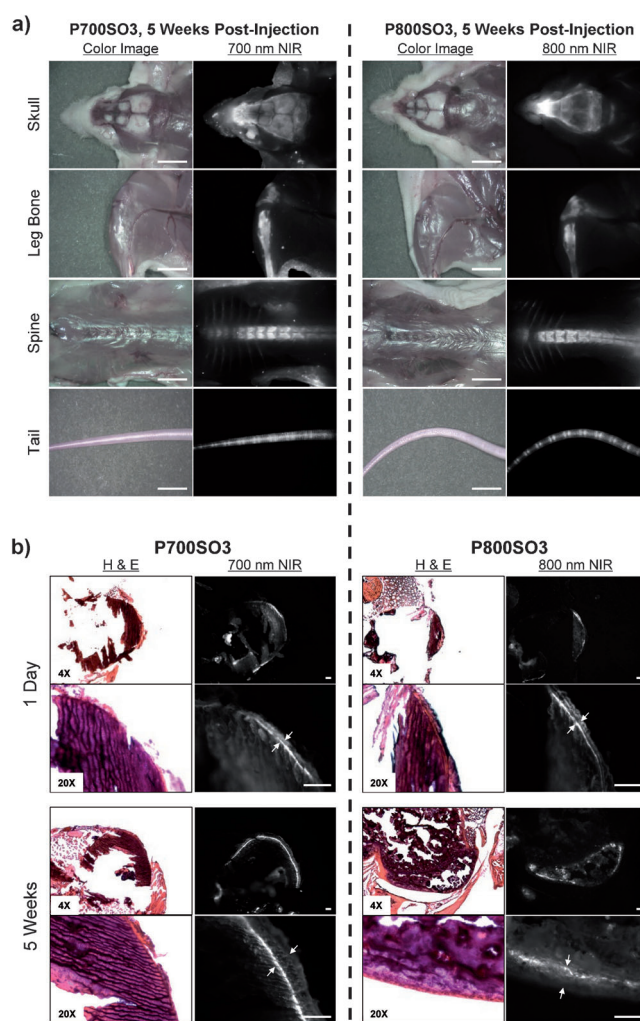 a)
P700SO3, 5 Weeks Post-Injection
P800SO3, 5 Weeks Post-Injection
Color Image
700 nm NIR
Color Image
800 nm NIR
Skull
Leg Bone
Spine
Tail
b)
P700SO3
P800SO3
H & E
700 nm NIR
H & E
800 nm NIR
1 Day
4X
4X
20X
20X
5 Weeks
4X
4X
20X
20X